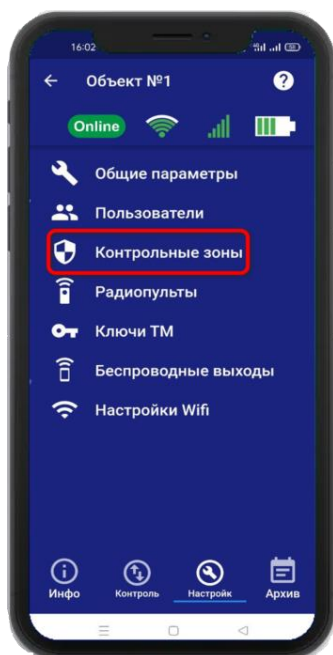 16:02
Объект №1
?
Online
Общие параметры
Пользователи
Контрольные зоны
Радиопульты
Ключи ТМ
Беспроводные выходы
Настройки Wifi
Инфо Контроль Настройк Архив